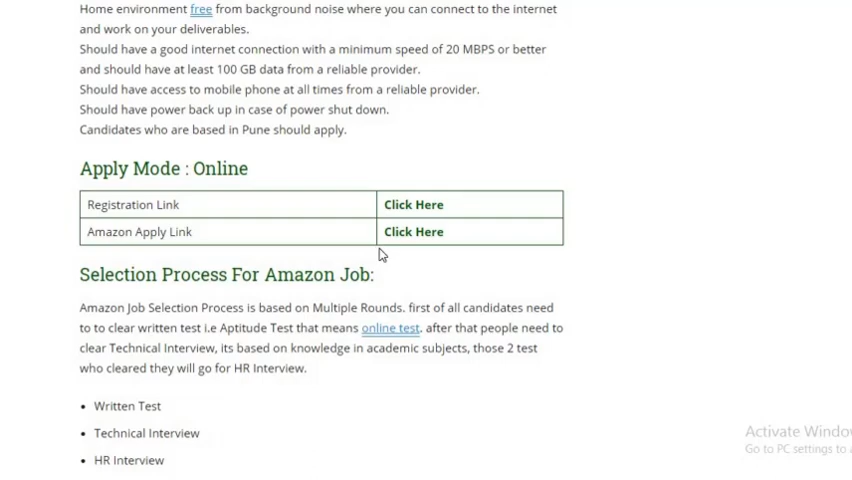 Home environment free from background noise where you can connect to the internet
and work on your deliverables.
Should have a good internet connection with a minimum speed of 20 MBPS or better
and should have at least 100 GB data from a reliable provider.
Should have access to mobile phone at all times from a reliable provider.
Should have power back up in case of power shut down.
Candidates who are based in Pune should apply.
Apply Mode : Online
Registration Link Click Here
Amazon Apply Link Click Here
Selection Process For Amazon Job:
Amazon Job Selection Process is based on Multiple Rounds. first of all candidates need
to to clear written test i.e Aptitude Test that means online test. after that people need to
clear Technical Interview, its based on knowledge in academic subjects, those 2 test
who cleared they will go for HR Interview.
• Written Test
• Technical Interview
• HR Interview
Activate Windo
Go to PC settings to a